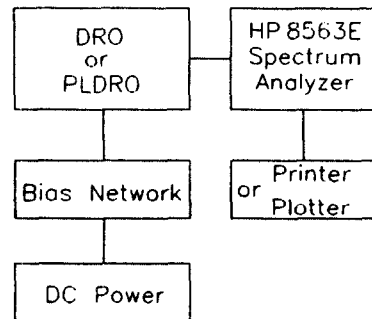 DRO
or
PLDRO
HP 8563E
Spectrum
Analyzer
Bias Network
or Printer
Plotter
DC Power